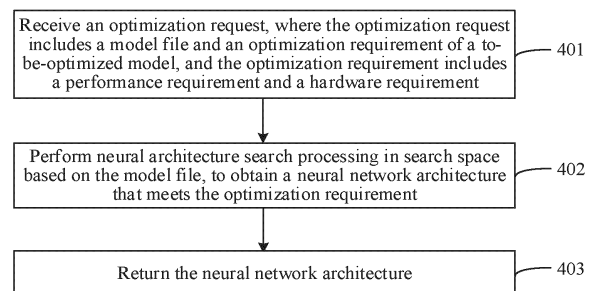 Receive an optimization request, where the optimization request
includes a model file and an optimization requirement of a to-
be-optimized model, and the optimization requirement includes
a performance requirement and a hardware requirement
401
Perform neural architecture search processing in search space
based on the model file, to obtain a neural network architecture
that meets the optimization requirement
402
Return the neural network architecture
403